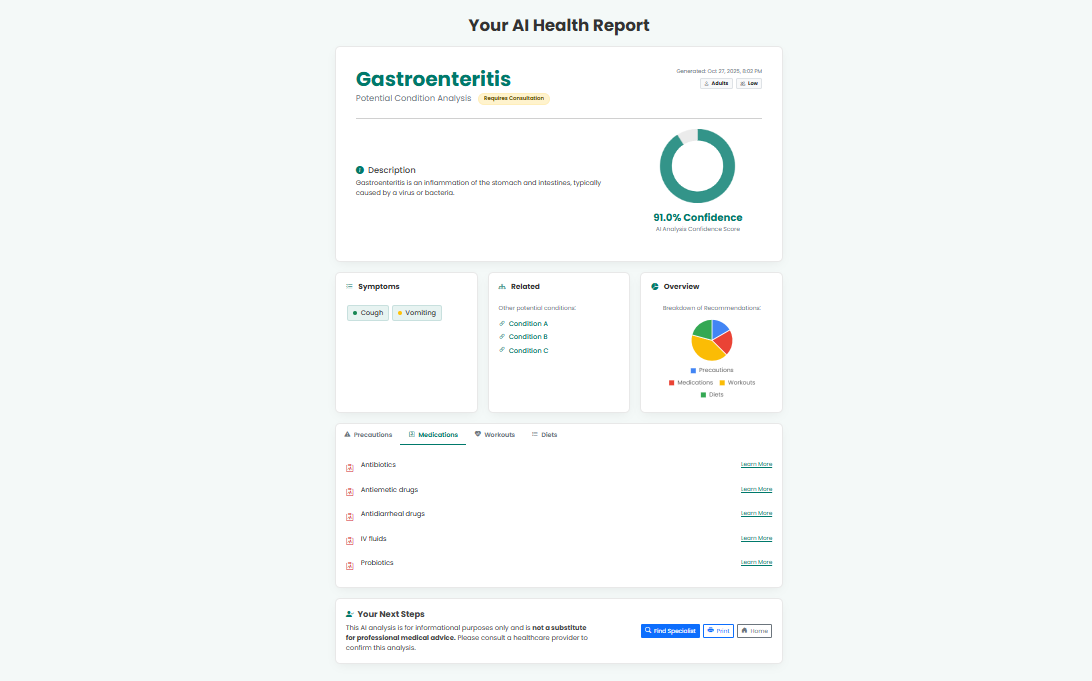 Your AI Health Report
Gastroenteritis
Potential Condition Analysis
Requires Consultation
Generated: Oct 27, 2025, 8:02 PM
Adults
Low
Description
Gastroenteritis is an inflammation of the stomach and intestines, typically
caused by a virus or bacteria.
91.0% Confidence
AI Analysis Confidence Score
Symptoms
Cough
Vomiting
Related
Other potential conditions:
Condition A
Condition B
Condition C
Overview
Breakdown of Recommendations:
Precautions
Medications
Workouts
Diets
Precautions
Medications
Workouts
Diets
Antibiotics
Learn More
Antiemetic drugs
Learn More
Antidiarrheal drugs
Learn More
IV fluids
Learn More
Probiotics
Learn More
Your Next Steps
This AI analysis is for informational purposes only and is not a substitute
for professional medical advice. Please consult a healthcare provider to
confirm this analysis.
Find Specialist
Print
Home